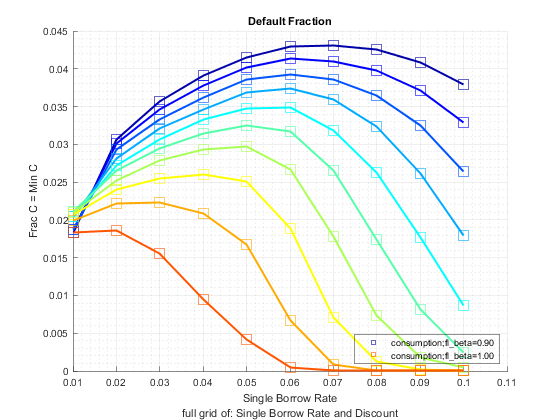 Default Fraction
0.045
0.04
0.035
0.03
0.025
0.02
0.015
0.01
0.005
0
Frac C = Min C
consumption;fl_beta=0.90
consumption;fl_beta=1.00
0.01 0.02 0.03 0.04 0.05 0.06 0.07 0.08 0.09 0.1 0.11
Single Borrow Rate
full grid of: Single Borrow Rate and Discount